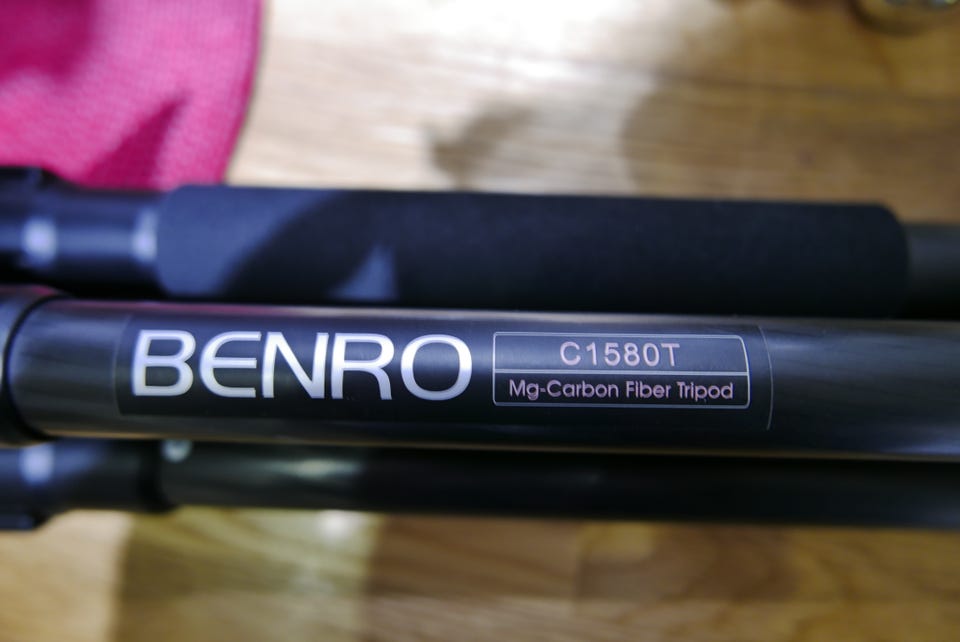 BENRO
C1580T
Mg-Carbon Fiber Tripod